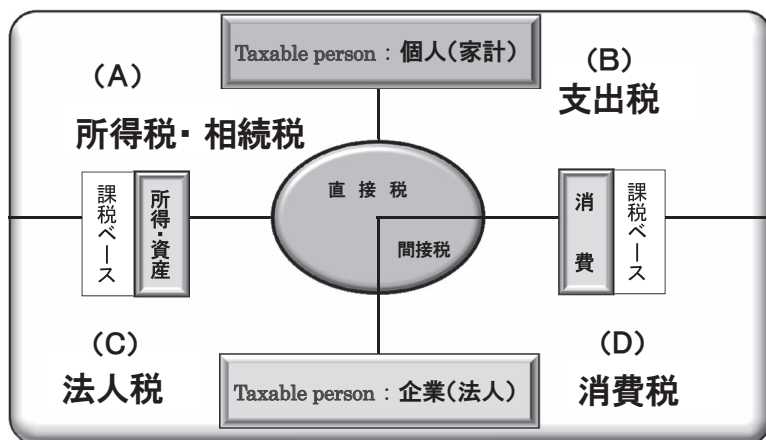 Taxable person：個人（家計）
（A）
所得税・相続税
（B）
支出税
課税ベース
所得・資産
直接税
間接税
消費
課税ベース
（C）
法人税
Taxable person：企業（法人）
（D）
消費税